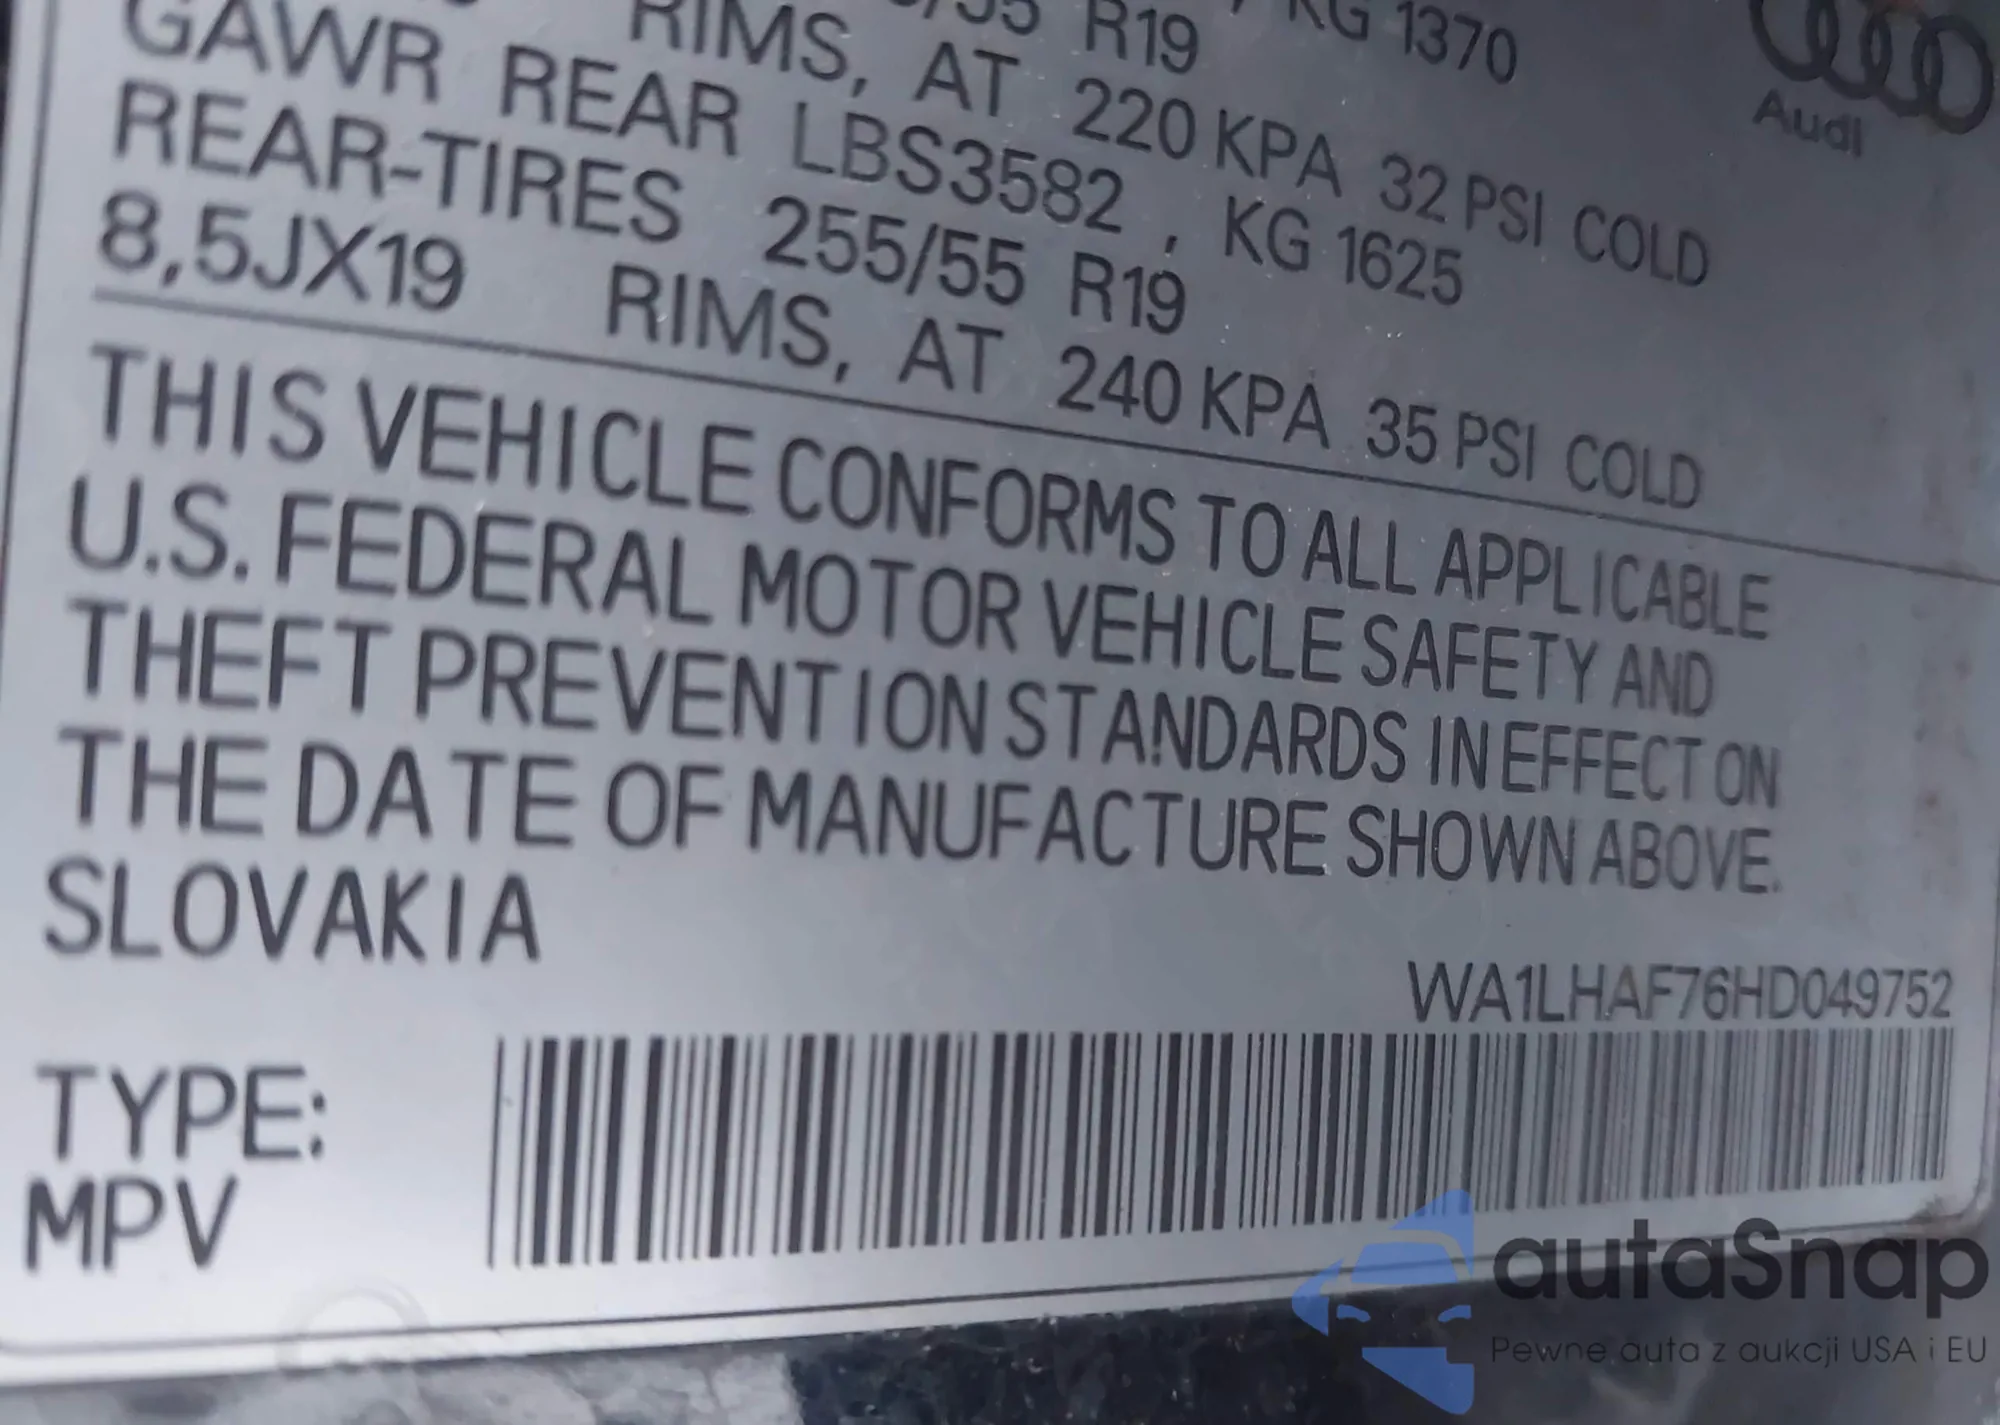 KG 1370
R19
RIMS, AT 220 KPA 32 PSI COLD
Audi
GAWR REAR LBS3582, KG 1625
REAR-TIRES 255/55 R19
8,5JX19 RIMS, AT 240 KPA 35 PSI COLD
THIS VEHICLE CONFORMS TO ALL APPLICABLE
U.S. FEDERAL MOTOR VEHICLE SAFETY AND
THEFT PREVENTION STANDARDS IN EFFECT ON
THE DATE OF MANUFACTURE SHOWN ABOVE.
SLOVAKIA
WA1LHAF76HD049752
TYPE:
MPV
autaSnap
Pewne auta z aukcji USA i EU